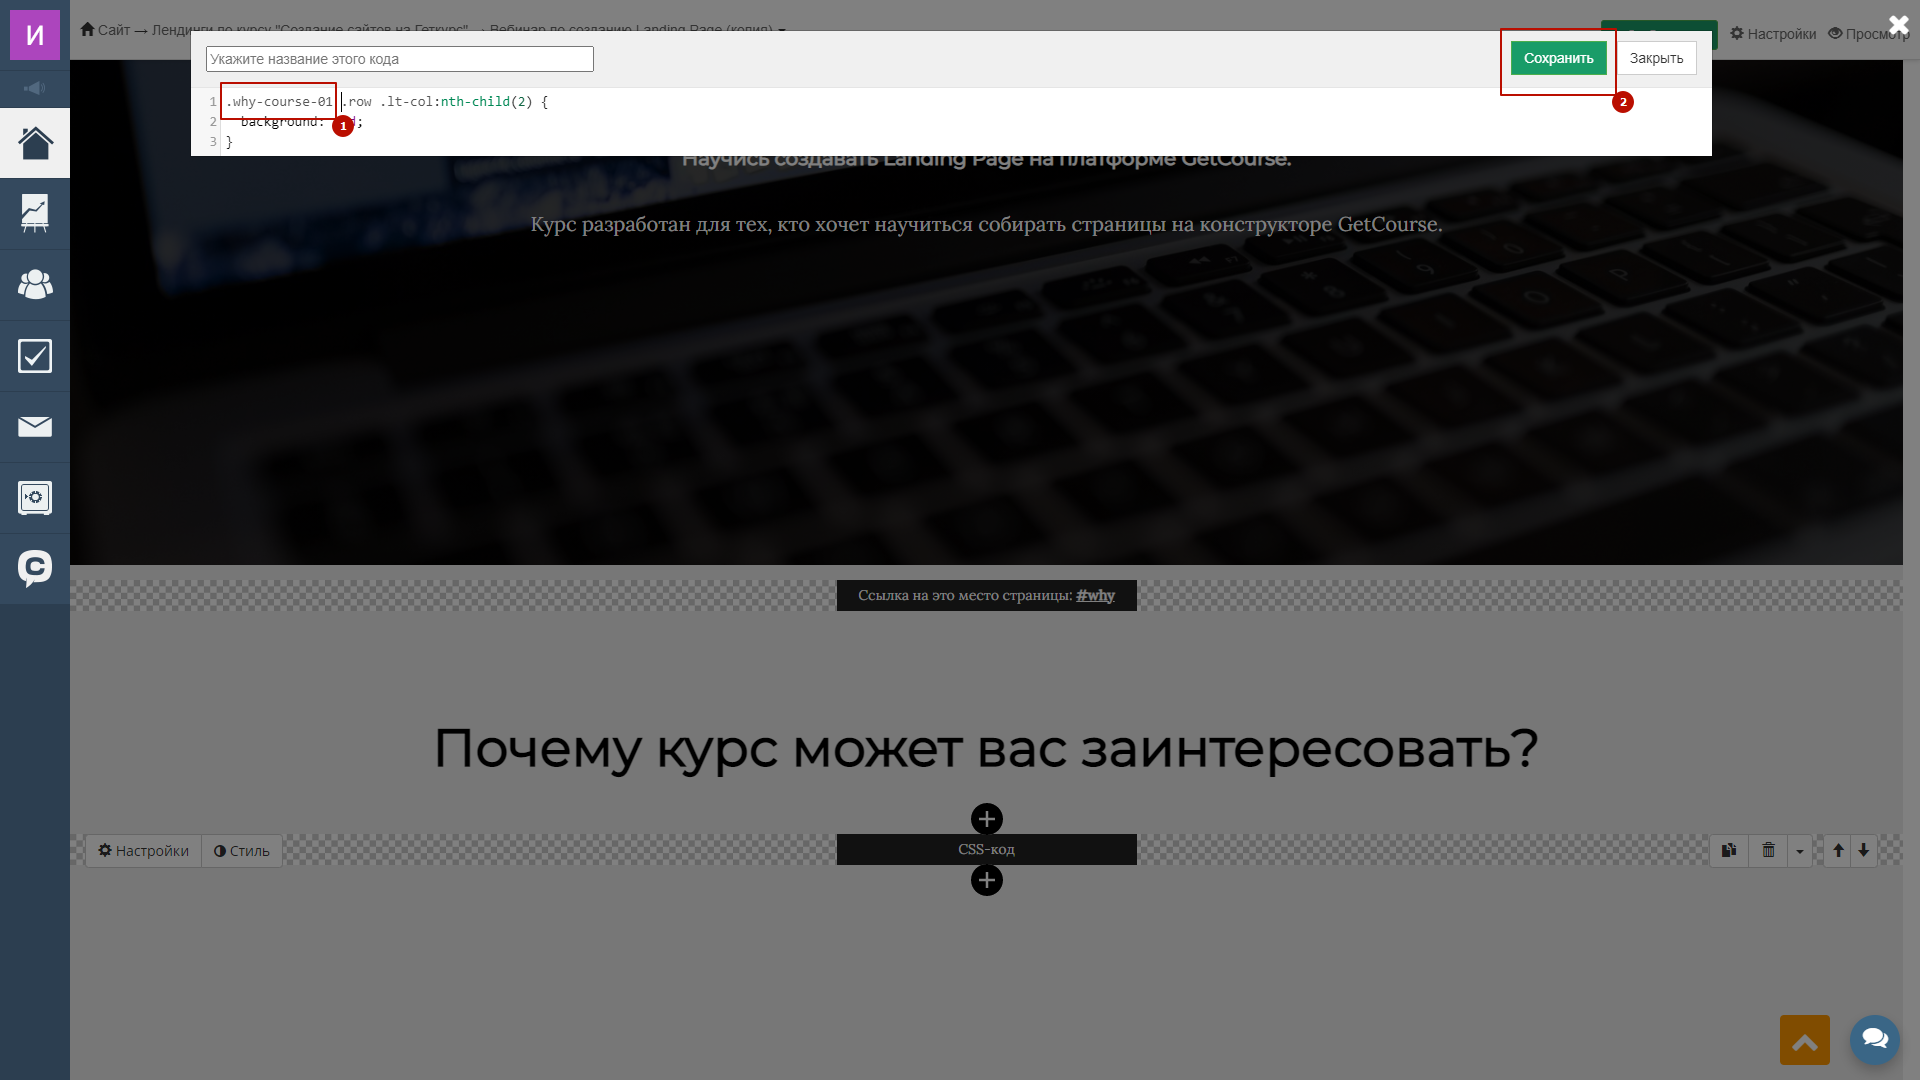 И
Сайт → Лендинги по курсу "Создание сайтов на Геткурс" → Вебинар по созданию Landing Page (копия)
Настройки
Просмотр
Укажите название этого кода
Сохранить
Закрыть
1 .why-course-01 .row .lt-col:nth-child(2) {
2 background: ;
3 }
1
2
Научись создавать Landing Page на платформе GetCourse.
Курс разработан для тех, кто хочет научиться собирать страницы на конструкторе GetCourse.
Ссылка на это место страницы: #why
Почему курс может вас заинтересовать?
Настройки
Стиль
CSS-код